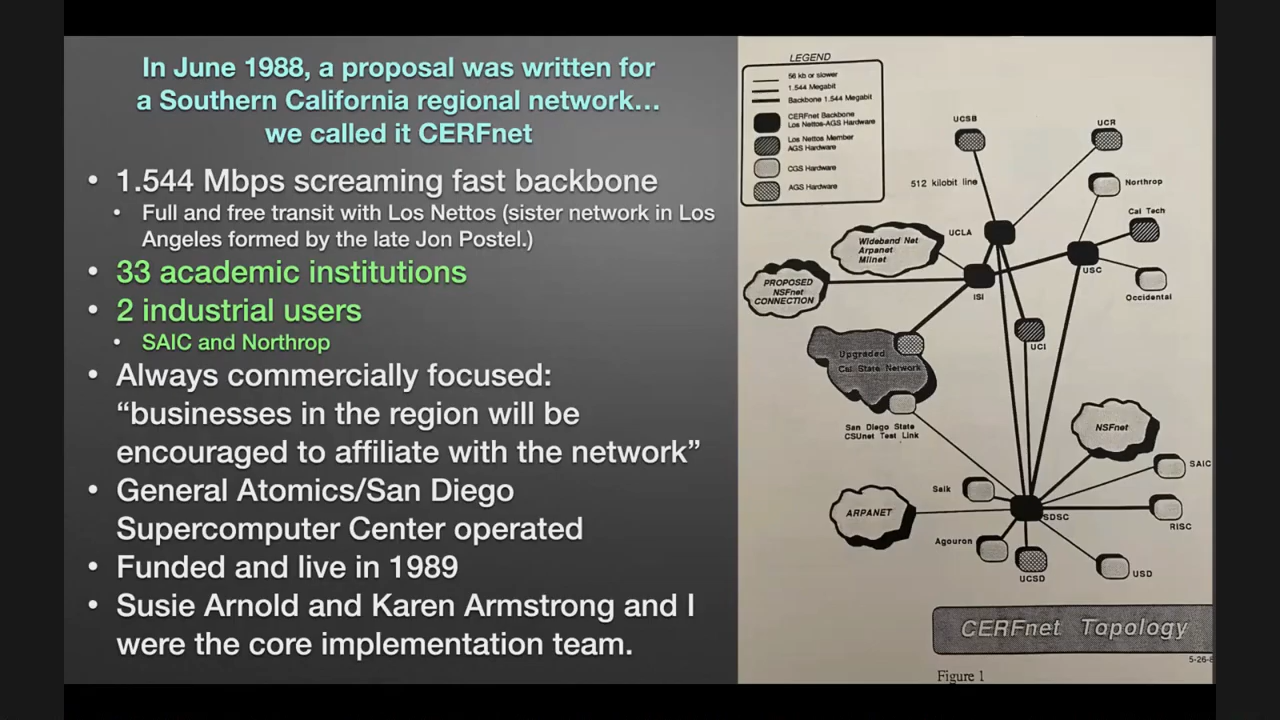 In June 1988, a proposal was written for
a Southern California regional network…
we called it CERFnet
• 1.544 Mbps screaming fast backbone
• Full and free transit with Los Nettos (sister network in Los
Angeles formed by the late Jon Postel.)
• 33 academic institutions
• 2 industrial users
• SAIC and Northrop
• Always commercially focused:
“businesses in the region will be
encouraged to affiliate with the network”
• General Atomics/San Diego
Supercomputer Center operated
• Funded and live in 1989
• Susie Arnold and Karen Armstrong and I
were the core implementation team.
LEGEND
56 kb or slower
1.544 Megabit
Backbone 1.544 Megabit
CERFnet Backbone
Los Nettos-AGS Hardware
Los Nettos Member
AGS Hardware
CGS Hardware
AGS Hardware
UCSB
UCR
512 kilobit line
Northrop
Cal Tech
UCLA
Wideband Net
Arpanet
Milnet
USC
PROPOSED
NSFnet
CONNECTION
ISI
Occidental
UCI
Upgraded
Cal State Network
San Diego State
CSUnet Test Link
NSFnet
SAIC
Salk
ARPANET
SDSC
RISC
Agouron
UCSD
USD
CERFnet Topology
5-26-8
Figure 1